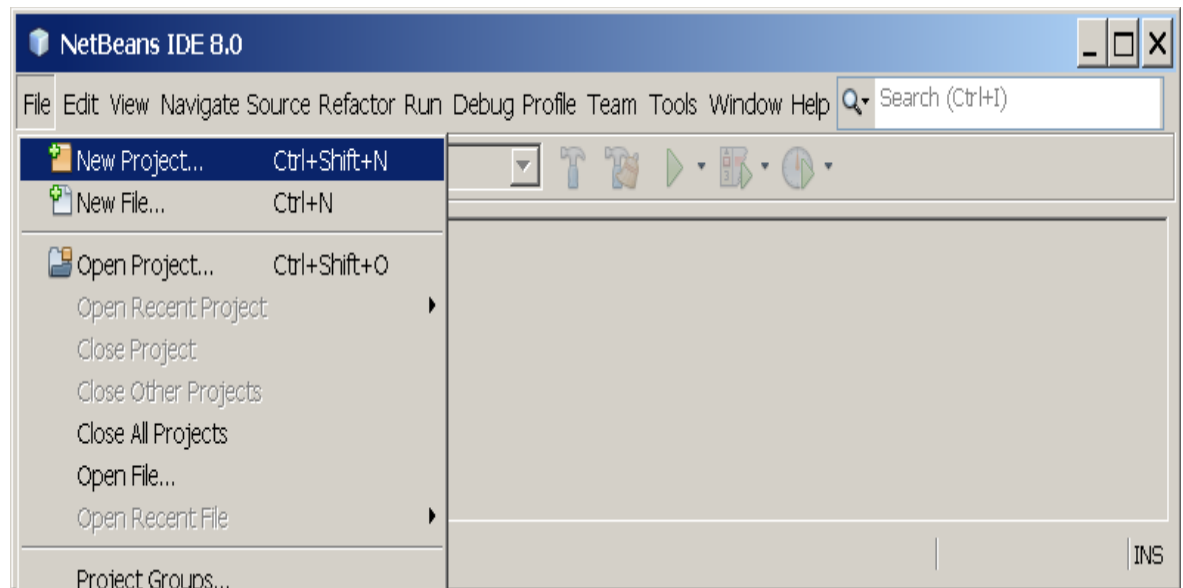 NetBeans IDE 8.0
File Edit View Navigate Source Refactor Run Debug Profile Team Tools Window Help Search (Ctrl+I)
New Project... Ctrl+Shift+N
New File... Ctrl+N
Open Project... Ctrl+Shift+O
Open Recent Project
Close Project
Close Other Projects
Close All Projects
Open File...
Open Recent File
INS
Project Groups...